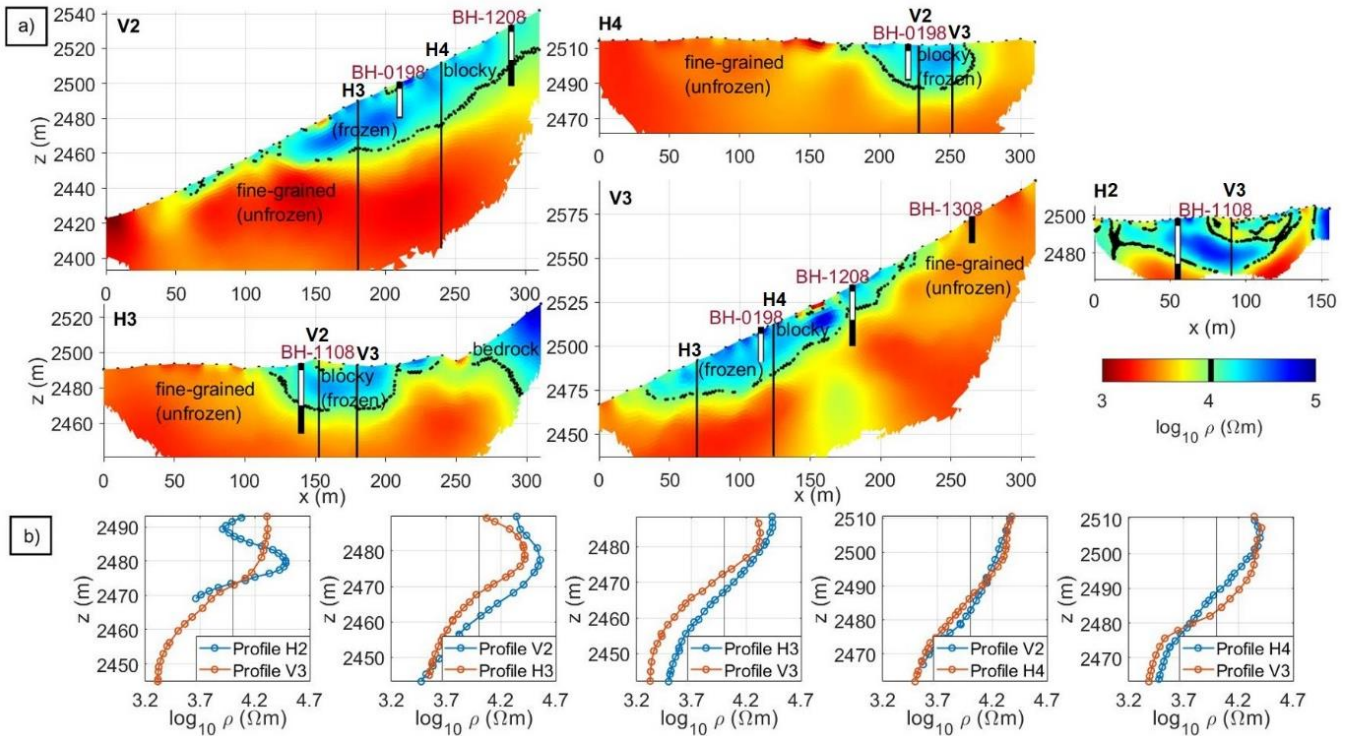 a)
V2
BH-1208
H4
blocky
BH-0198
H3
(frozen)
fine-grained
(unfrozen)
z (m)
2540
2520
2500
2480
2460
2440
2420
2400
0 50 100 150 200 250 300
H4
V2
BH-0198
V3
fine-grained
(unfrozen)
blocky
(frozen)
2510
2490
2470
0 50 100 150 200 250 300
H3
V2
BH-1108
V3
bedrock
fine-grained
(unfrozen)
blocky
(frozen)
z (m)
2520
2500
2480
2460
0 50 100 150 200 250 300
x (m)
V3
BH-1308
BH-1208
fine-grained
(unfrozen)
H4
BH-0198
blocky
H3
(frozen)
2575
2550
2525
2500
2475
2450
0 50 100 150 200 250 300
x (m)
H2
V3
BH-1108
2500
2480
0 50 100 150
x (m)
3 4 5
log10 ρ (Ωm)
b)
z (m)
2490
2480
2470
2460
2450
Profile H2
Profile V3
3.2 3.7 4.2 4.7
log10 ρ (Ωm)
z (m)
2480
2470
2460
2450
Profile V2
Profile H3
3.2 3.7 4.2 4.7
log10 ρ (Ωm)
z (m)
2480
2470
2460
2450
Profile H3
Profile V3
3.2 3.7 4.2 4.7
log10 ρ (Ωm)
z (m)
2510
2500
2490
2480
2470
Profile V2
Profile H4
3.2 3.7 4.2 4.7
log10 ρ (Ωm)
z (m)
2510
2500
2490
2480
2470
Profile H4
Profile V3
3.2 3.7 4.2 4.7
log10 ρ (Ωm)